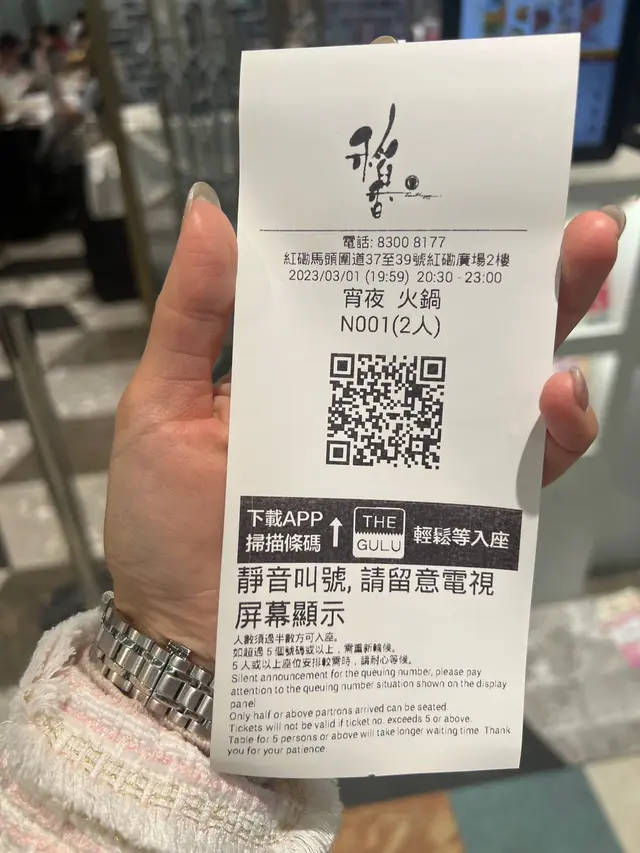 電話: 8300 8177
紅磡馬頭圍道37至39號紅磡廣場2樓
2023/03/01 (19:59) 20:30 - 23:00
宵夜 火鍋
N001(2人)
下載APP
掃描條碼
THE
GULU
輕鬆等入座
靜音叫號, 請留意電視
屏幕顯示
人數須過半數方可入座。
如超過 5 個號碼或以上，需重新輪候。
5 人或以上座位安排較需時，請耐心等候。
Silent announcement for the queuing number, please pay
attention to the queuing number situation shown on the display
panel
Only half or above partrons arrived can be seated.
Tickets will not be valid if ticket no. exceeds 5 or above.
Table for 5 persons or above will take longer waiting time. Thank
you for your patience.